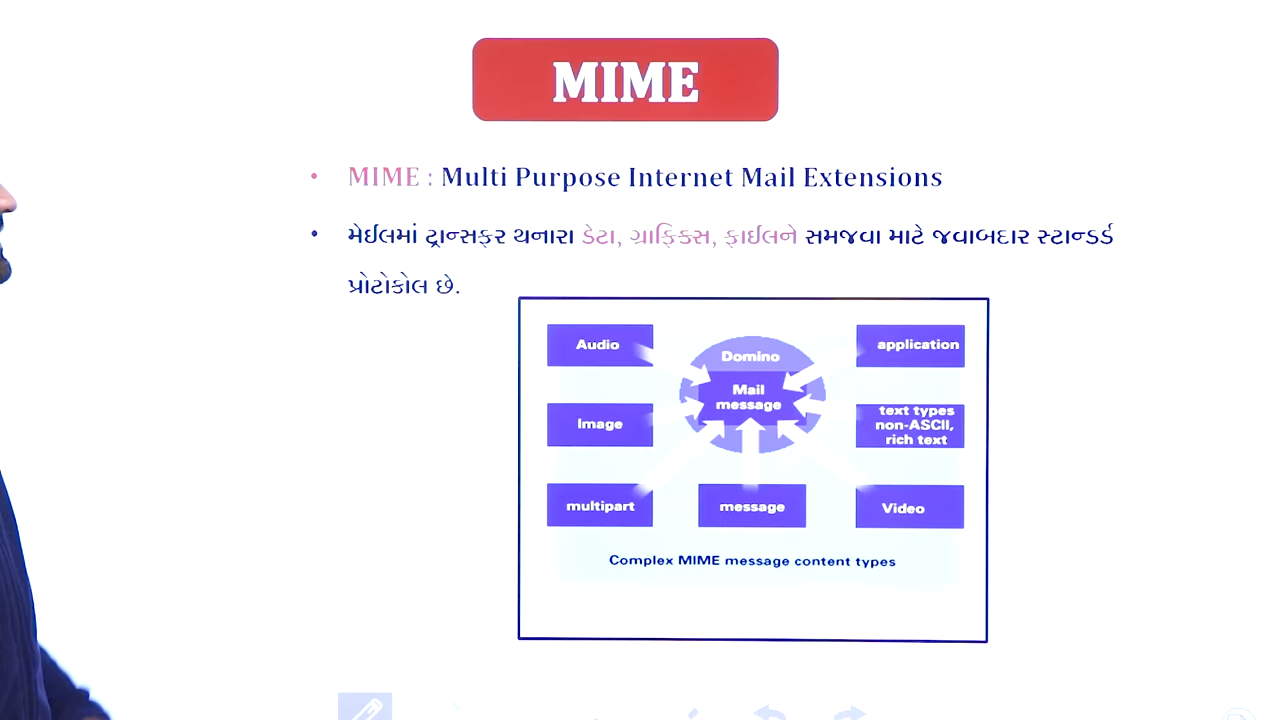 MIME
• MIME : Multi Purpose Internet Mail Extensions
• મેઈલમાં ટ્રાન્સફર થનારા ડેટા, ગ્રાફિક્સ, ફાઈલને સમજવા માટે જવાબદાર સ્ટાન્ડર્ડ
પ્રોટોકોલ છે.
Audio
Domino
application
Mail
message
Image
text types
non-ASCII,
rich text
multipart
message
Video
Complex MIME message content types